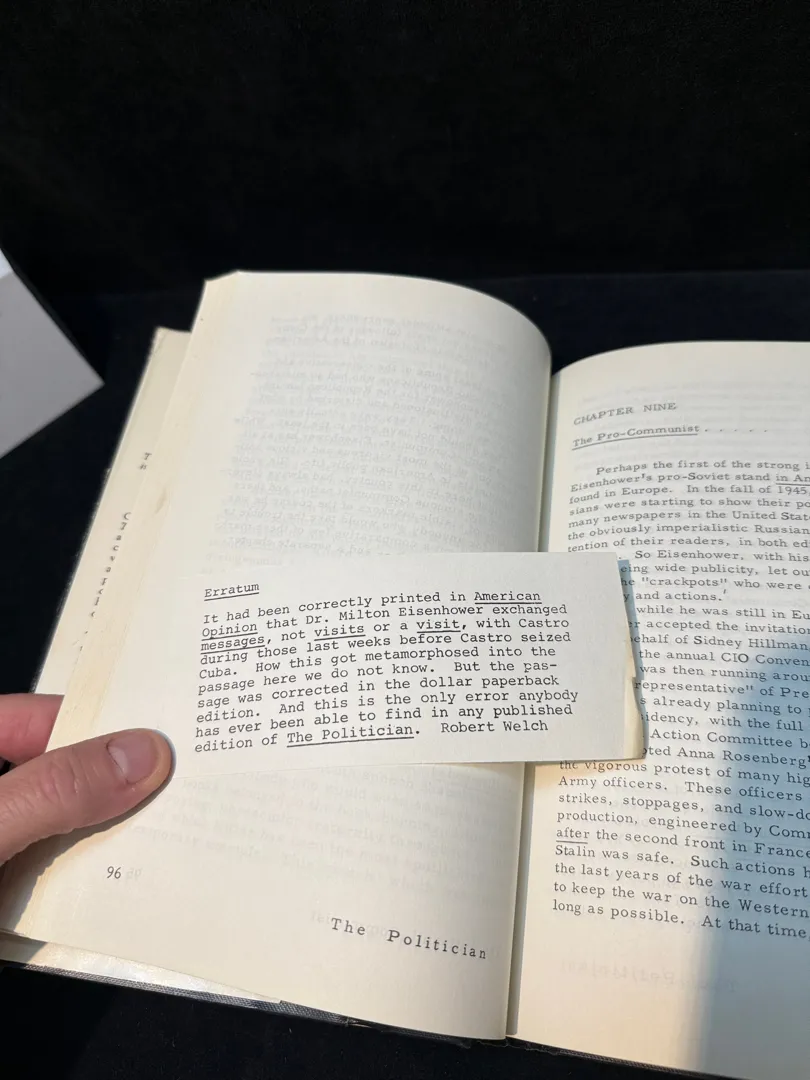 Erratum
It had been correctly printed in American
Opinion that Dr. Milton Eisenhower exchanged
messages, not visits or a visit, with Castro
during those last weeks before Castro seized
Cuba. How this got metamorphosed into the
passage here we do not know. But the pas-
sage was corrected in the dollar paperback
edition. And this is the only error anybody
has ever been able to find in any published
edition of The Politician. Robert Welch
96
The Politician
CHAPTER NINE
The Pro-Communist . . . . .
Perhaps the first of the strong
Eisenhower's pro-Soviet stand in
found in Europe. In the fall of 1945,
sians were starting to show their
many newspapers in the United
the obviously imperialistic Russian
tention of their readers, in both
. So Eisenhower, with his
wide publicity, let
"crackpots" who were
and actions.'
while he was still in
accepted the invitation
of Sidney Hillman,
the annual CIO
was then running
representative" of
already planning to
with the full
Action Committee
Anna Rosenberg's
the vigorous protest of many
Army officers. These officers
strikes, stoppages, and
production, engineered by
after the second front in France
Stalin was safe. Such actions
the last years of the war effort
to keep the war on the Western
long as possible. At that time,